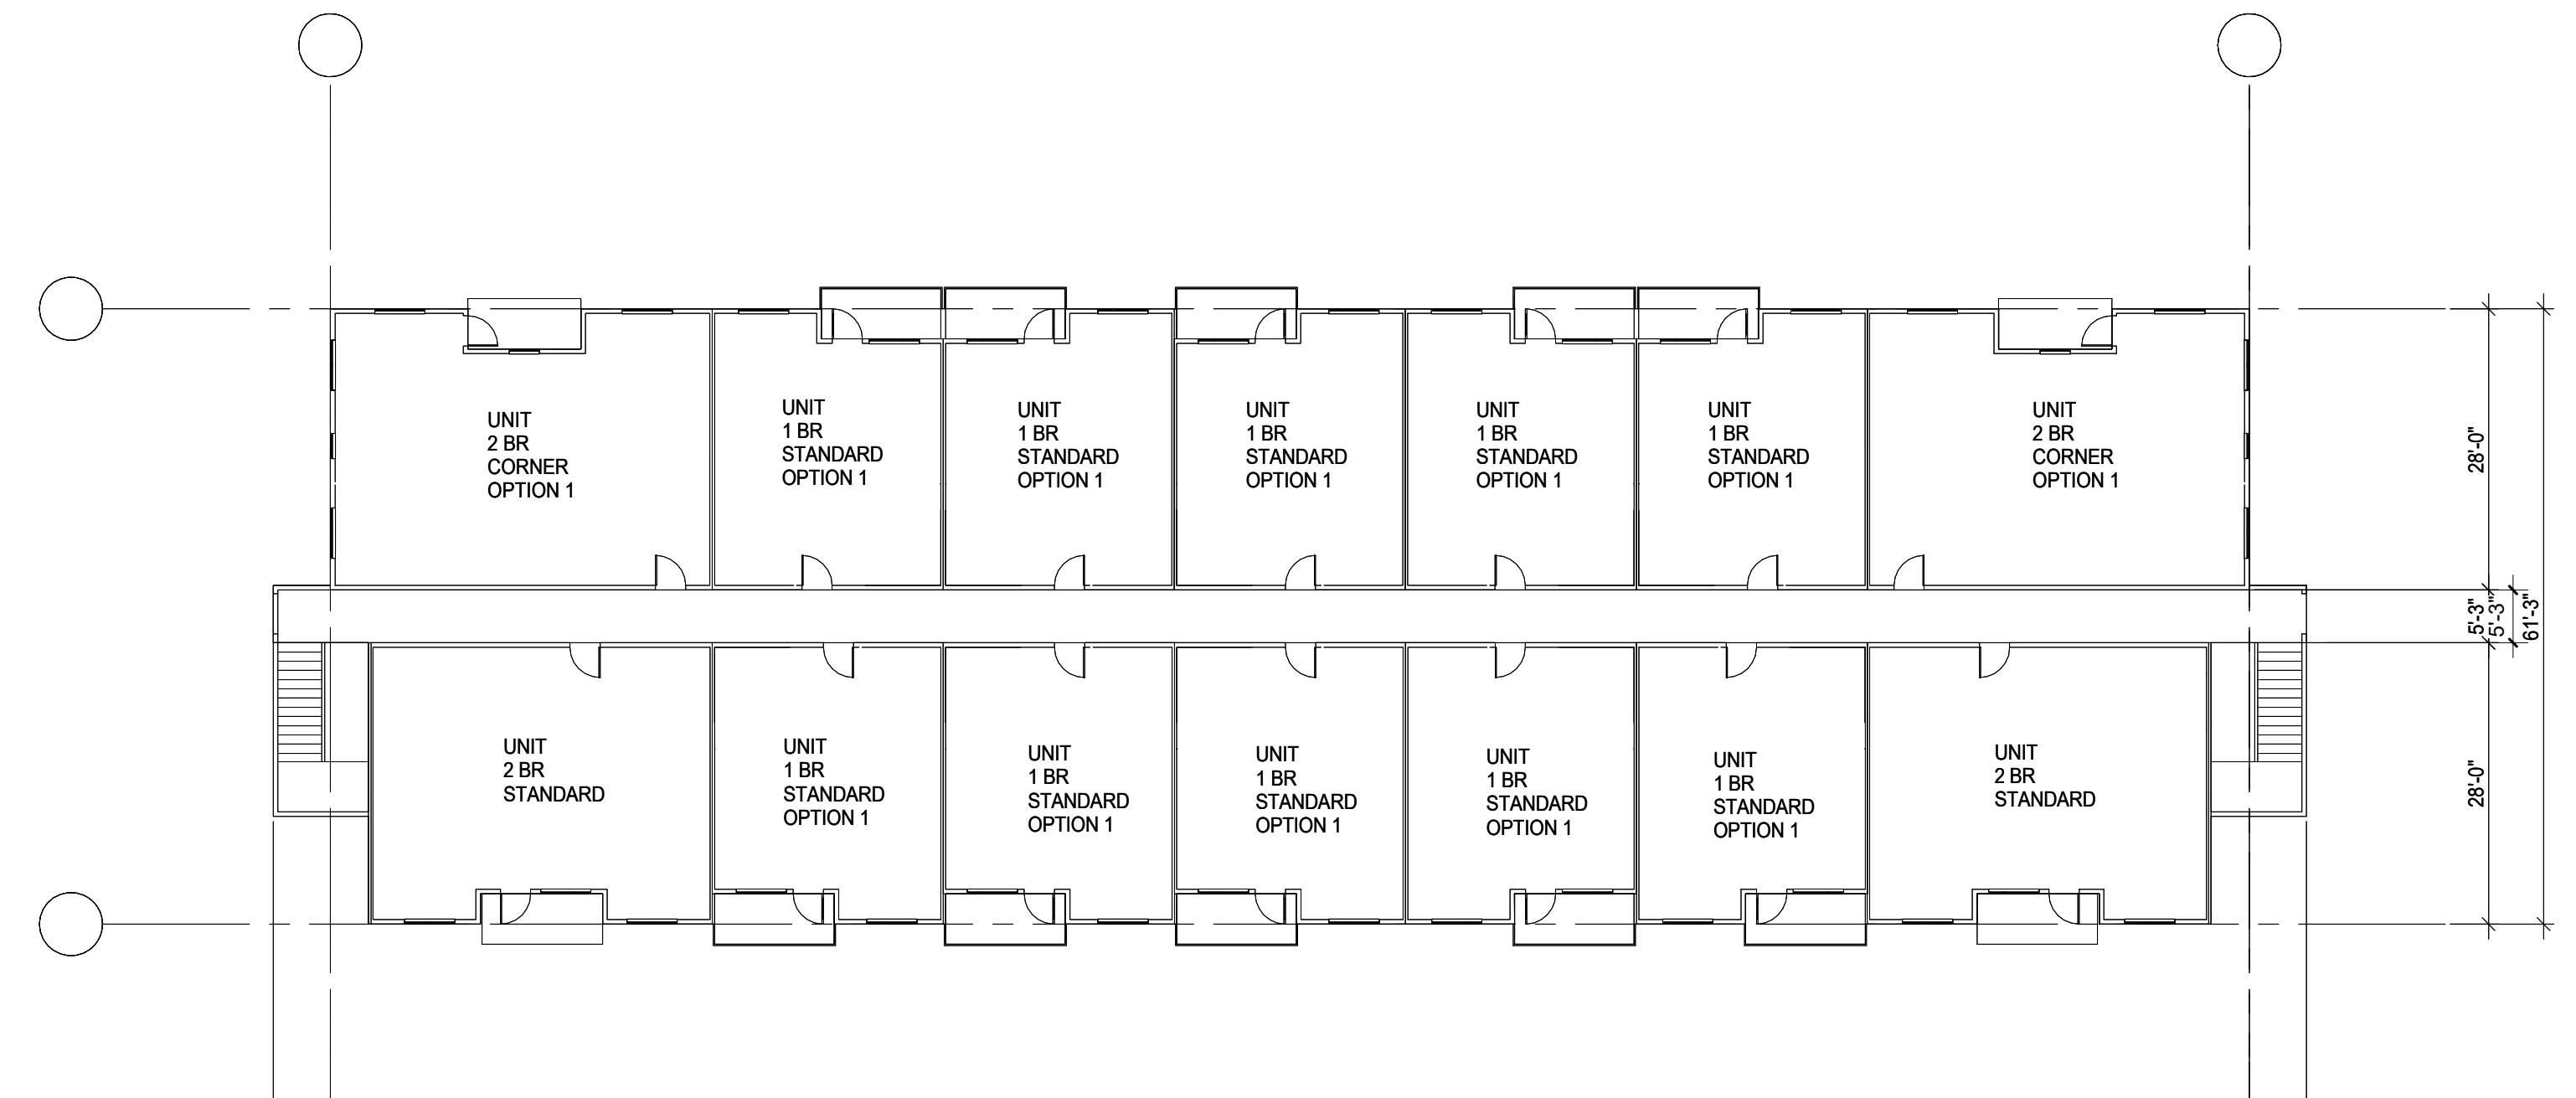 UNIT
2 BR
CORNER
OPTION 1
UNIT
1 BR
STANDARD
OPTION 1
UNIT
1 BR
STANDARD
OPTION 1
UNIT
1 BR
STANDARD
OPTION 1
UNIT
1 BR
STANDARD
OPTION 1
UNIT
1 BR
STANDARD
OPTION 1
UNIT
2 BR
CORNER
OPTION 1
28'-0"
5'-3"
5'-3"
61'-3"
UNIT
2 BR
STANDARD
UNIT
1 BR
STANDARD
OPTION 1
UNIT
1 BR
STANDARD
OPTION 1
UNIT
1 BR
STANDARD
OPTION 1
UNIT
1 BR
STANDARD
OPTION 1
UNIT
1 BR
STANDARD
OPTION 1
UNIT
2 BR
STANDARD
28'-0"